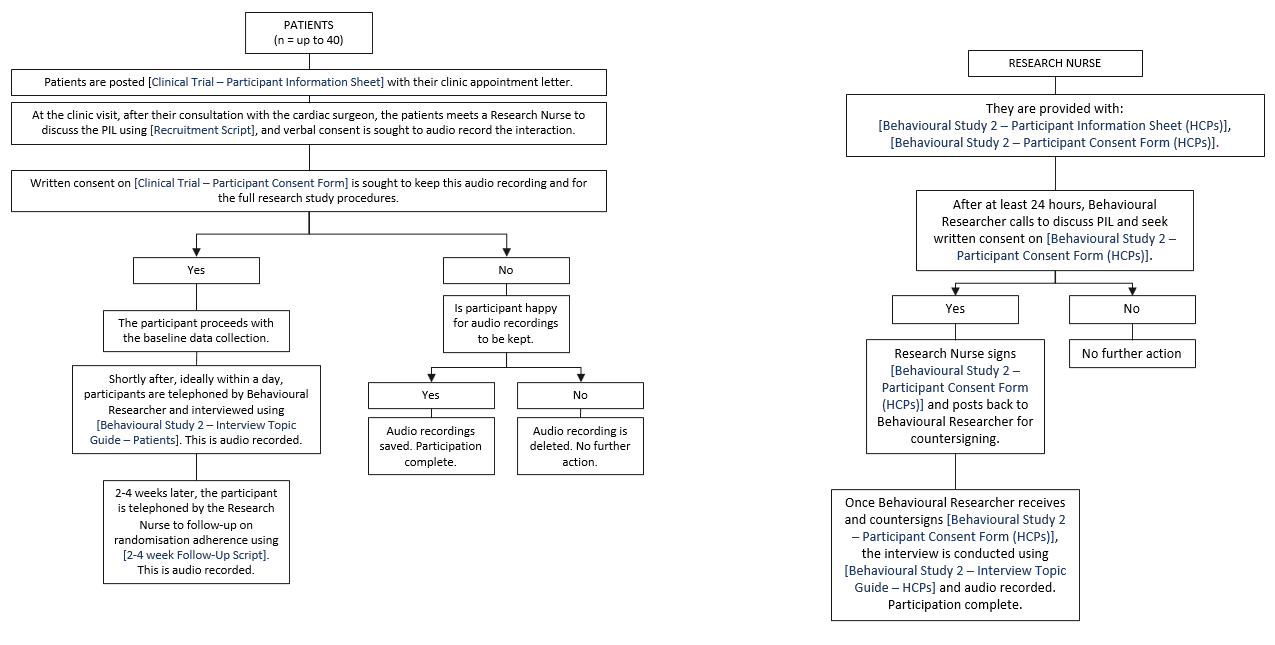 PATIENTS
(n = up to 40)
Patients are posted [Clinical Trial – Participant Information Sheet] with their clinic appointment letter.
At the clinic visit, after their consultation with the cardiac surgeon, the patients meets a Research Nurse to
discuss the PIL using [Recruitment Script], and verbal consent is sought to audio record the interaction.
Written consent on [Clinical Trial – Participant Consent Form] is sought to keep this audio recording and for
the full research study procedures.
Yes
The participant proceeds with
the baseline data collection.
Shortly after, ideally within a day,
participants are telephoned by Behavioural
Researcher and interviewed using
[Behavioural Study 2 – Interview Topic
Guide – Patients]. This is audio recorded.
2-4 weeks later, the participant
is telephoned by the Research
Nurse to follow-up on
randomisation adherence using
[2-4 week Follow-Up Script].
This is audio recorded.
No
Is participant happy
for audio recordings
to be kept.
Yes
Audio recordings
saved. Participation
complete.
No
Audio recording is
deleted. No further
action.
RESEARCH NURSE
They are provided with:
[Behavioural Study 2 – Participant Information Sheet (HCPs)],
[Behavioural Study 2 – Participant Consent Form (HCPs)].
After at least 24 hours, Behavioural
Researcher calls to discuss PIL and seek
written consent on [Behavioural Study 2 –
Participant Consent Form (HCPs)].
Yes
Research Nurse signs
[Behavioural Study 2 –
Participant Consent Form
(HCPs)] and posts back to
Behavioural Researcher for
countersigning.
Once Behavioural Researcher receives
and countersigns [Behavioural Study 2
– Participant Consent Form (HCPs)],
the interview is conducted using
[Behavioural Study 2 – Interview Topic
Guide – HCPs] and audio recorded.
Participation complete.
No
No further action